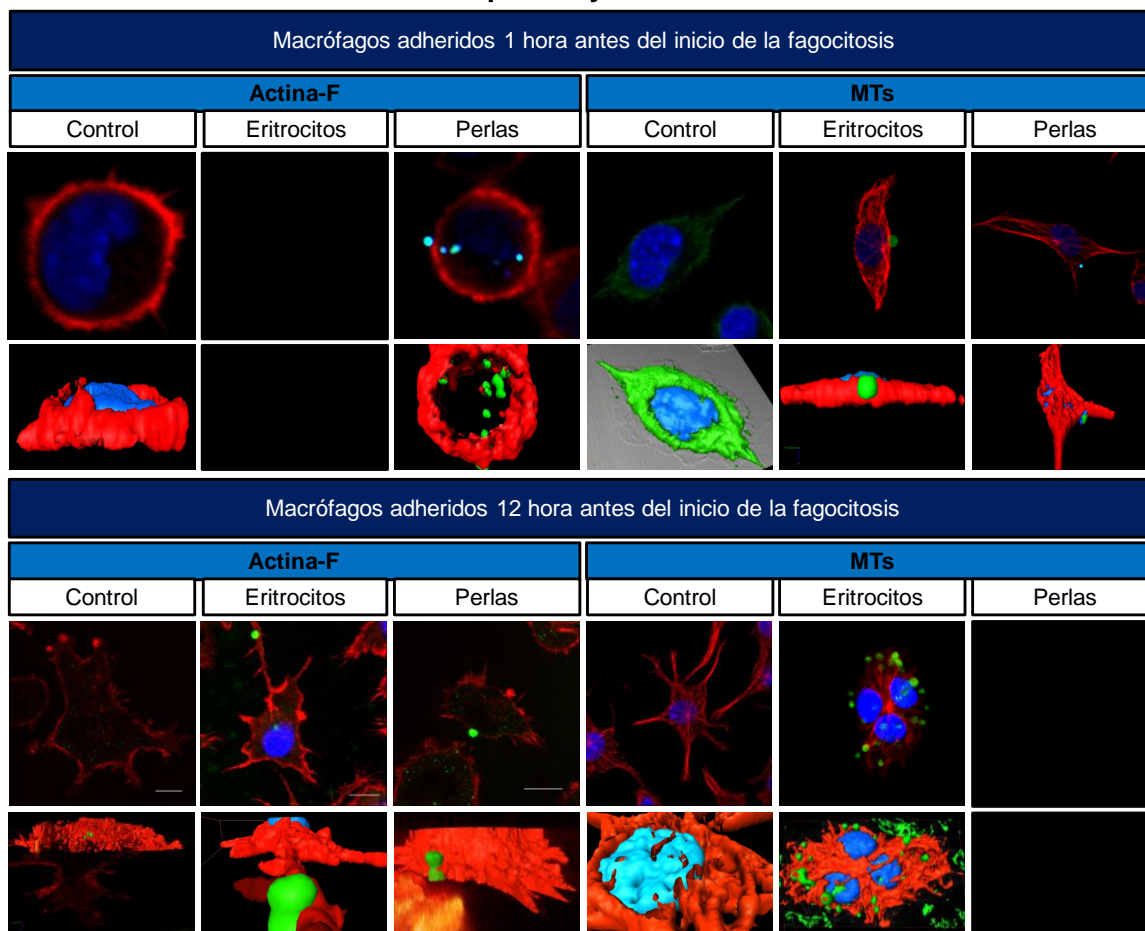 Macrófagos adheridos 1 hora antes del inicio de la fagocitosis
Actina-F MTs
Control Eritrocitos Perlas Control Eritrocitos Perlas
Macrófagos adheridos 12 hora antes del inicio de la fagocitosis
Actina-F MTs
Control Eritrocitos Perlas Control Eritrocitos Perlas